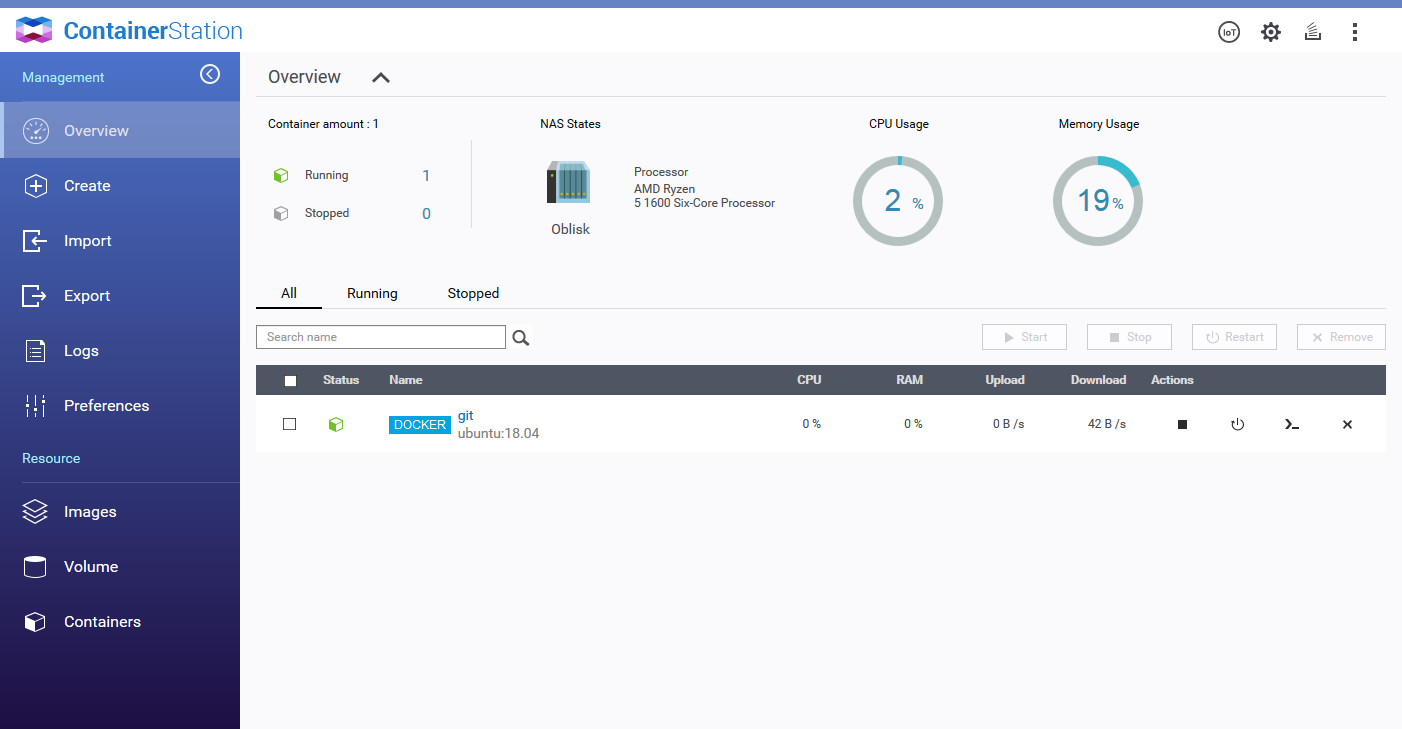 ContainerStation
IoT
Management
Overview
Create
Import
Export
Logs
Preferences
Resource
Images
Volume
Containers
Overview
Container amount : 1
Running 1
Stopped 0
NAS States
Oblisk
Processor
AMD Ryzen
5 1600 Six-Core Processor
CPU Usage
2 %
Memory Usage
19 %
All Running Stopped
Search name
Start Stop Restart Remove
Status Name CPU RAM Upload Download Actions
DOCKER git 0 % 0 % 0 B /s 42 B /s
ubuntu:18.04